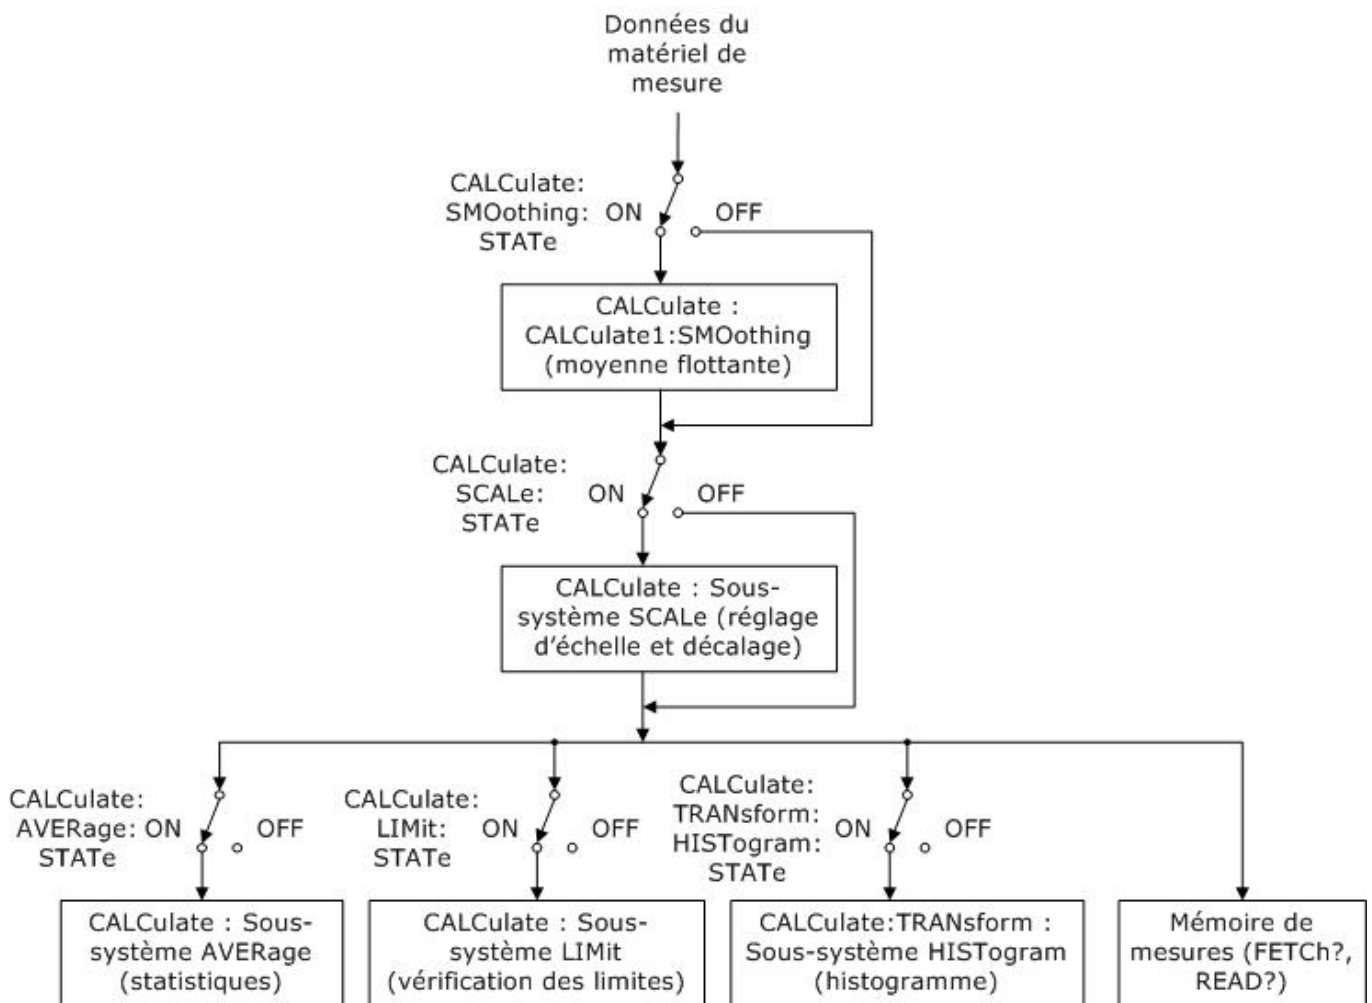 Données du
matériel de
mesure
CALCulate:
SMOothing: ON OFF
STATe
CALCulate :
CALCulate1:SMOothing
(moyenne flottante)
CALCulate:
SCALe: ON OFF
STATe
CALCulate : Sous-
système SCALe (réglage
d’échelle et décalage)
CALCulate:
AVERage: ON OFF
STATe
CALCulate:
LIMit: ON OFF
STATe
CALCulate:
TRANsform:
HISTogram: ON OFF
STATe
CALCulate : Sous-
système AVERage
(statistiques)
CALCulate : Sous-
système LIMit
(vérification des limites)
CALCulate:TRANsform :
Sous-système HISTogram
(histogramme)
Mémoire de
mesures (FETCh?,
READ?)